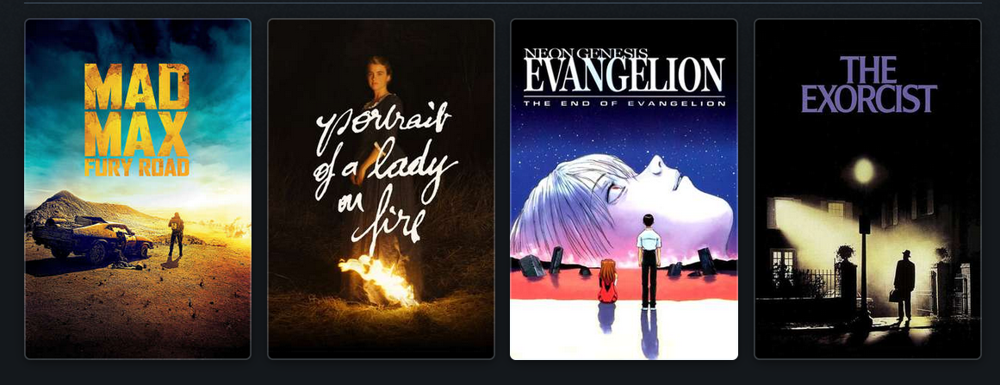 MAD
MAX
FURY ROAD
portrait
of a lady
on
fire
NEON GENESIS
EVANGELION
THE END OF EVANGELION
THE
EXORCIST